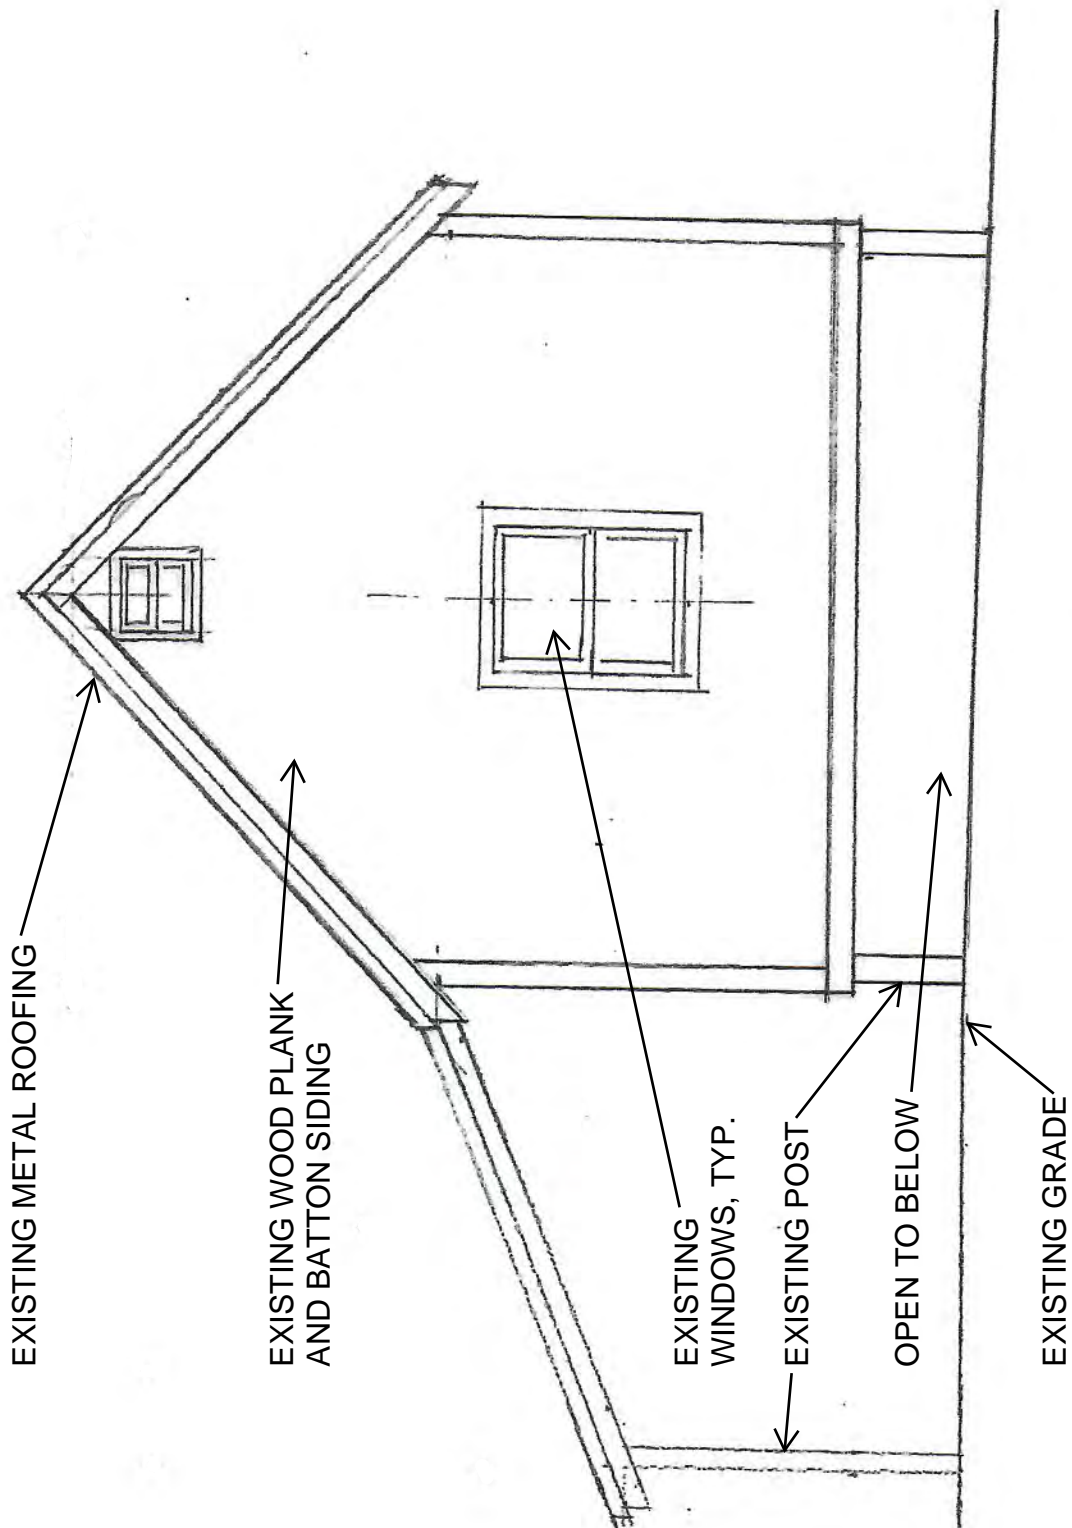 EXISTING METAL ROOFING
EXISTING WOOD PLANK
AND BATTON SIDING
EXISTING
WINDOWS, TYP.
EXISTING POST
OPEN TO BELOW
EXISTING GRADE